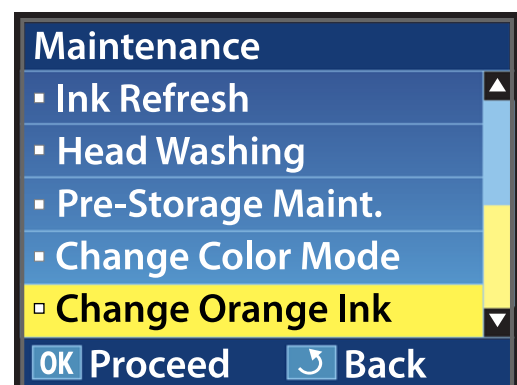 Maintenance
Ink Refresh
Head Washing
Pre-Storage Maint.
Change Color Mode
Change Orange Ink
OK Proceed Back